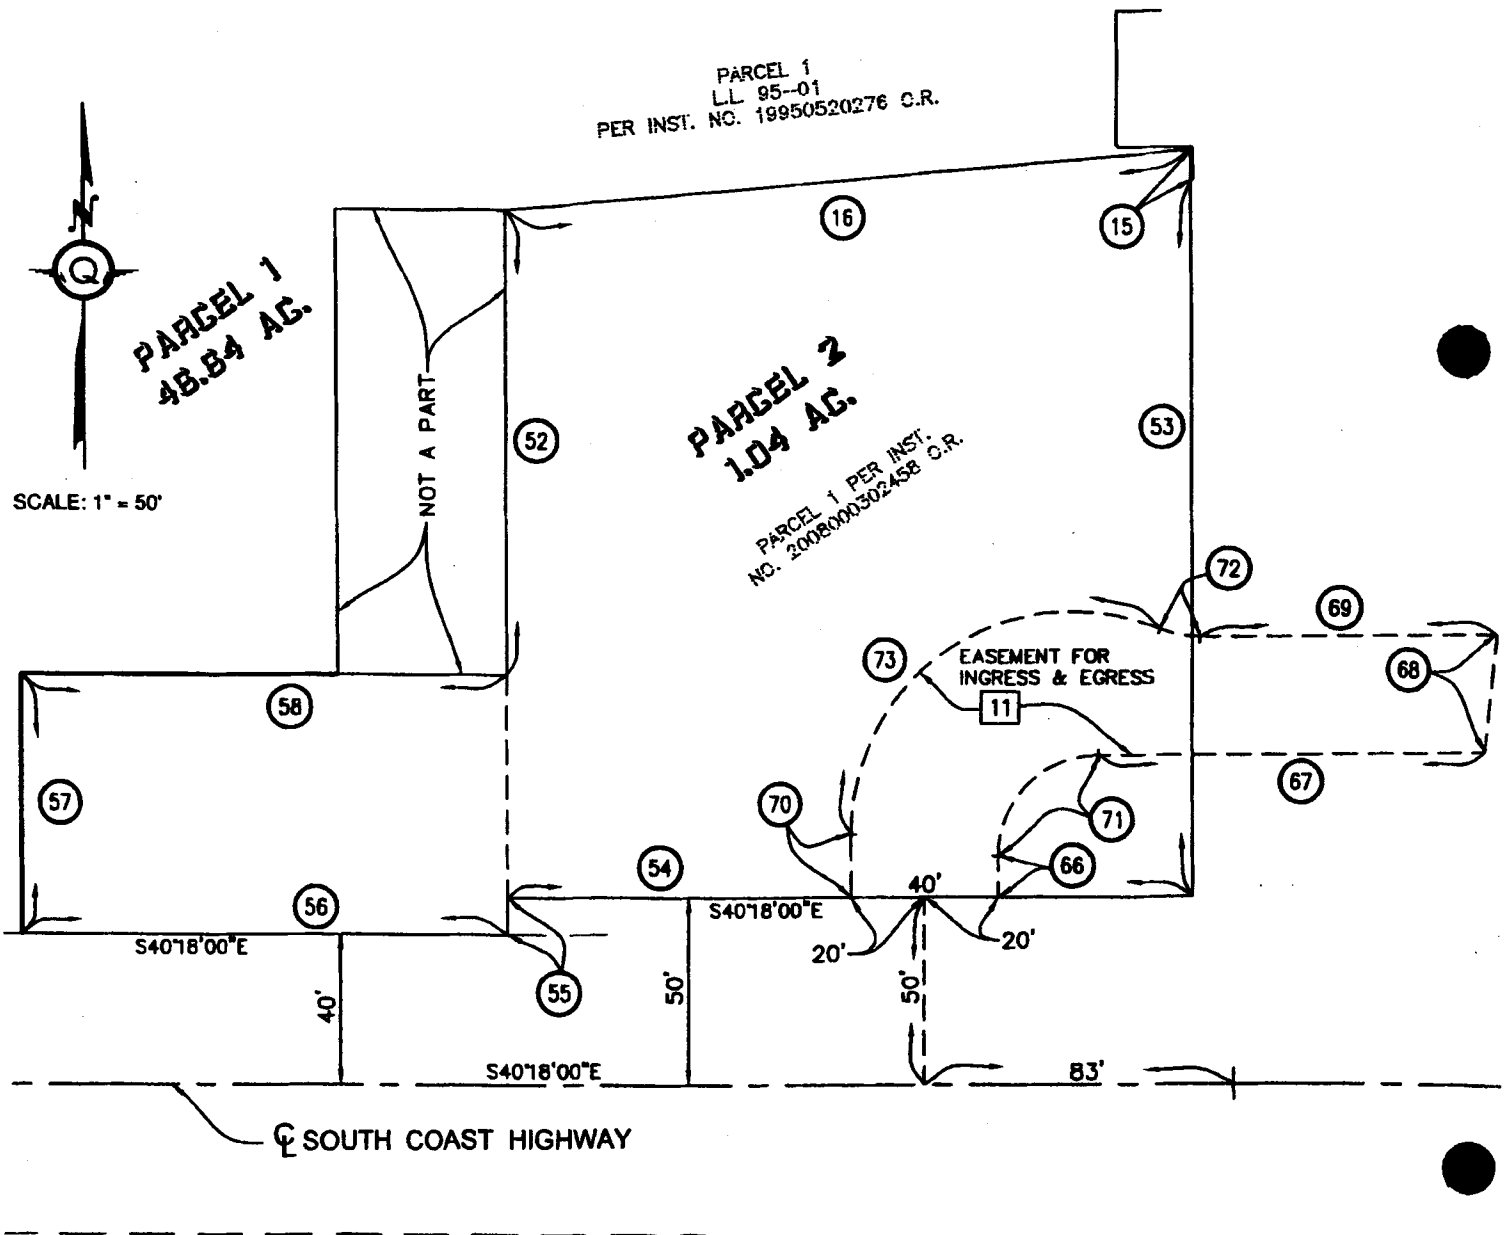 PARCEL 1
L.L. 95--01
PER INST. NO. 19950520276 O.R.
N
Q
16
15
PARCEL 1
48.84 AC.
PARCEL 2
1.04 AC.
NOT A PART
52
53
PARCEL 1 PER INST.
NO. 2008000302458 O.R.
SCALE: 1" = 50'
72
69
73
EASEMENT FOR
INGRESS & EGRESS
68
11
58
57
70
71
67
54
66
40'
56
S40°18'00"E
S40°18'00"E
20'
20'
55
40'
50'
50'
S40°18'00"E
83'
CL SOUTH COAST HIGHWAY